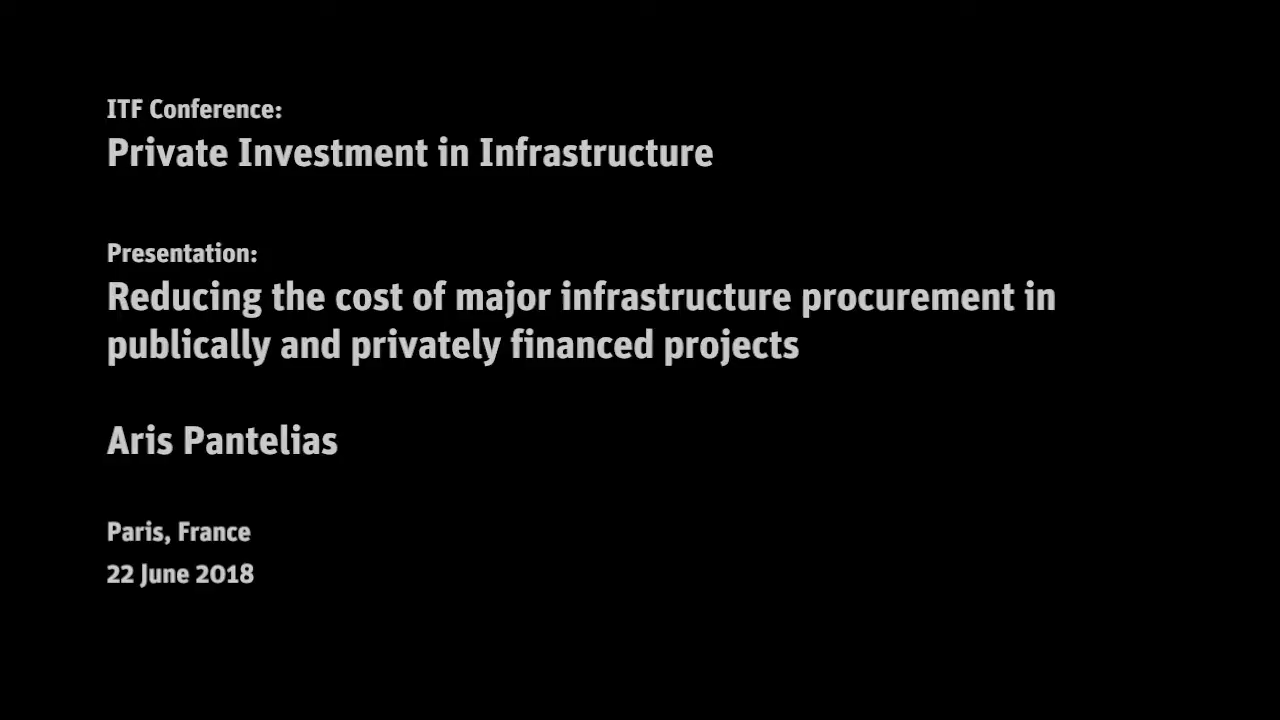 ITF Conference:
Private Investment in Infrastructure
Presentation:
Reducing the cost of major infrastructure procurement in
publically and privately financed projects
Aris Pantelias
Paris, France
22 June 2018